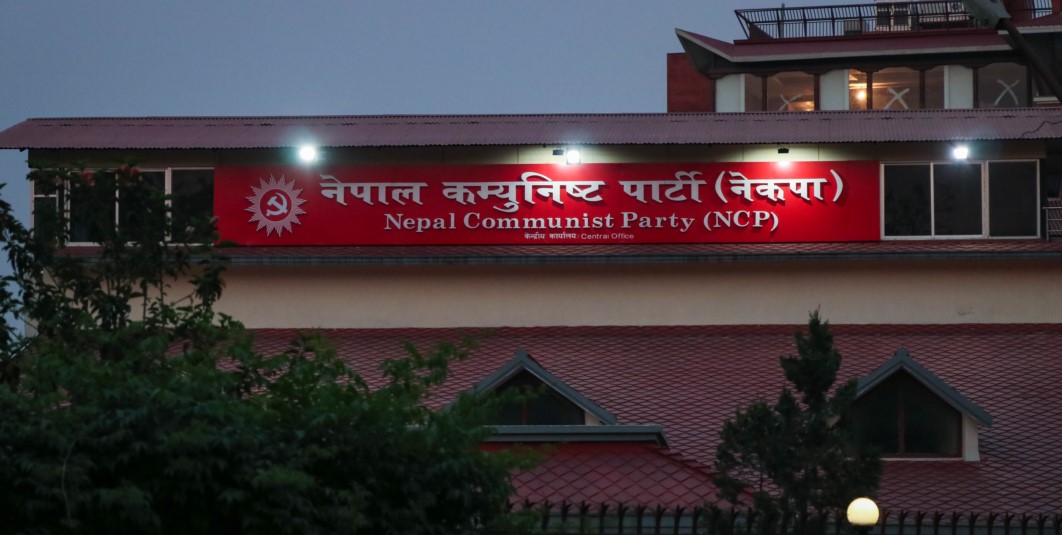 नेपाल कम्युनिष्ट पार्टी (नेकपा)
Nepal Communist Party (NCP)
केन्द्रीय कार्यालय: Central Office